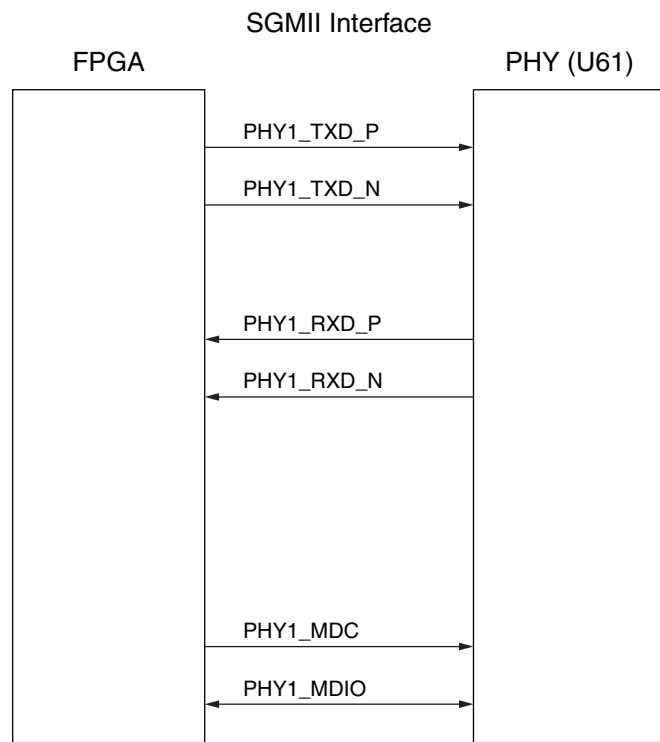 SGMII Interface
FPGA
PHY (U61)
PHY1_TXD_P
PHY1_TXD_N
PHY1_RXD_P
PHY1_RXD_N
PHY1_MDC
PHY1_MDIO